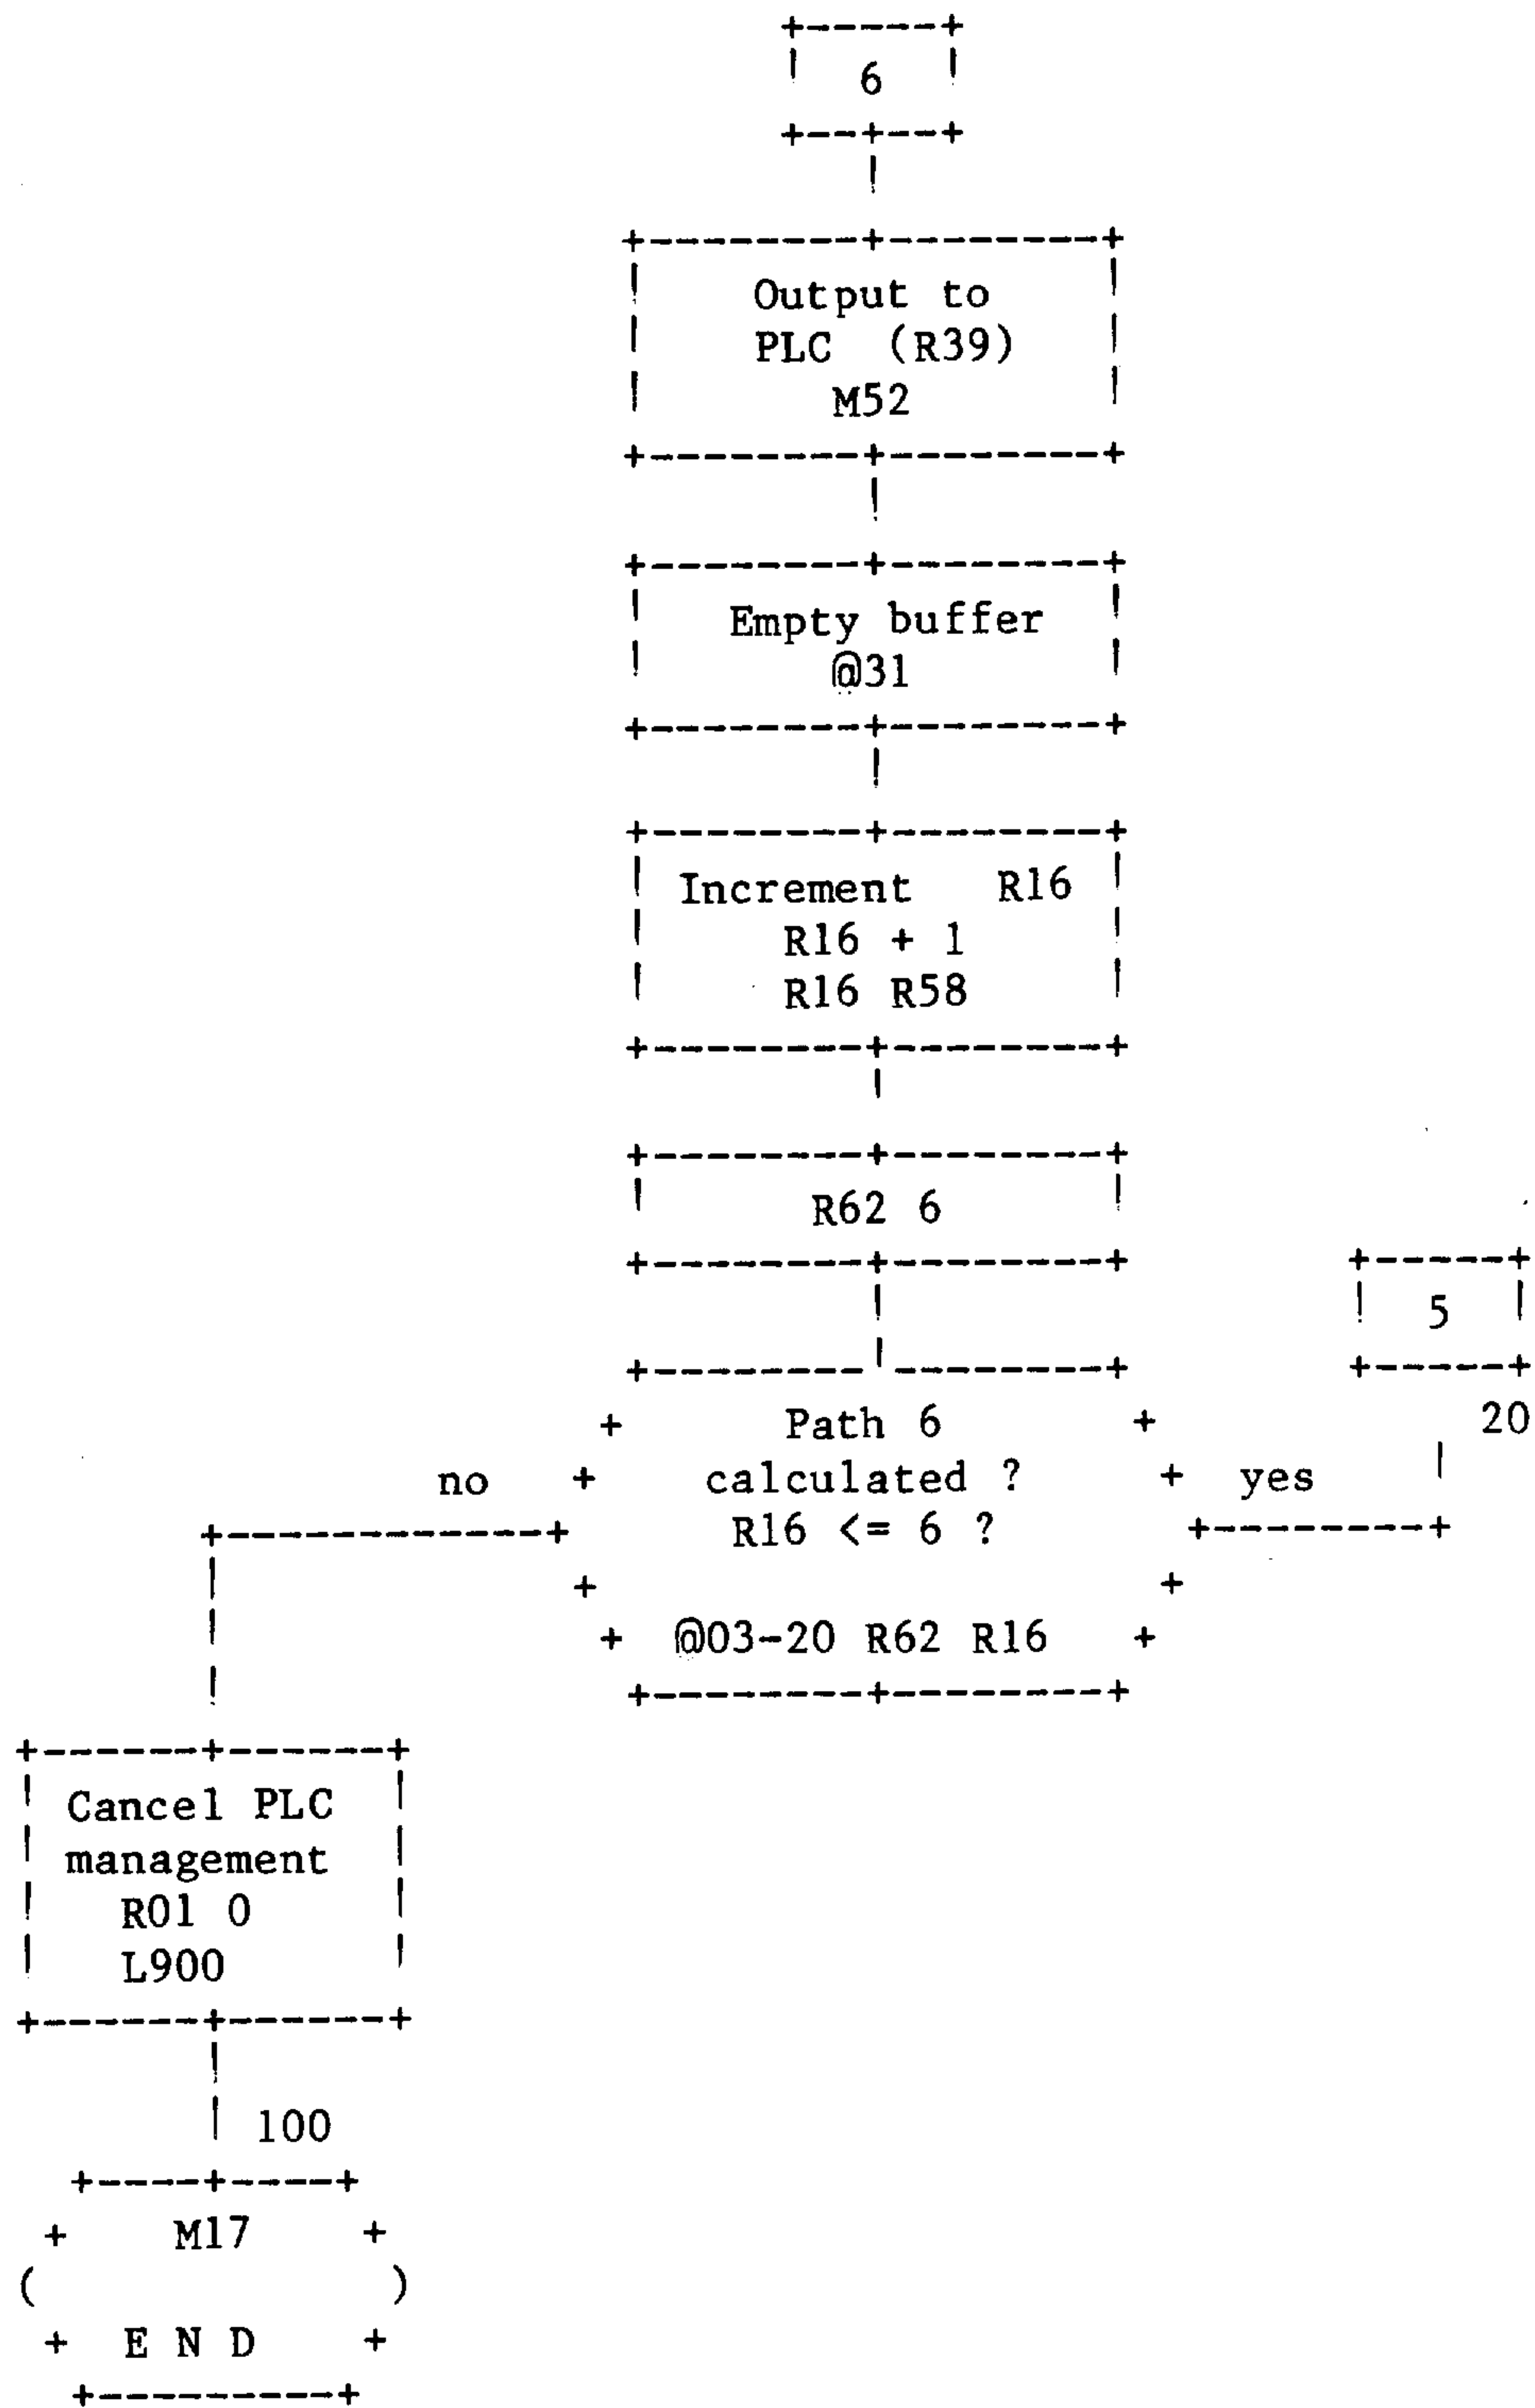 6
Output to
PLC (R39)
M52
Empty buffer
@31
Increment R16
R16 + 1
R16 R58
R62 6
5
20
Path 6
calculated ?
R16 <= 6 ?
@03-20 R62 R16
no
yes
Cancel PLC
management
R01 0
L900
100
M17
E N D